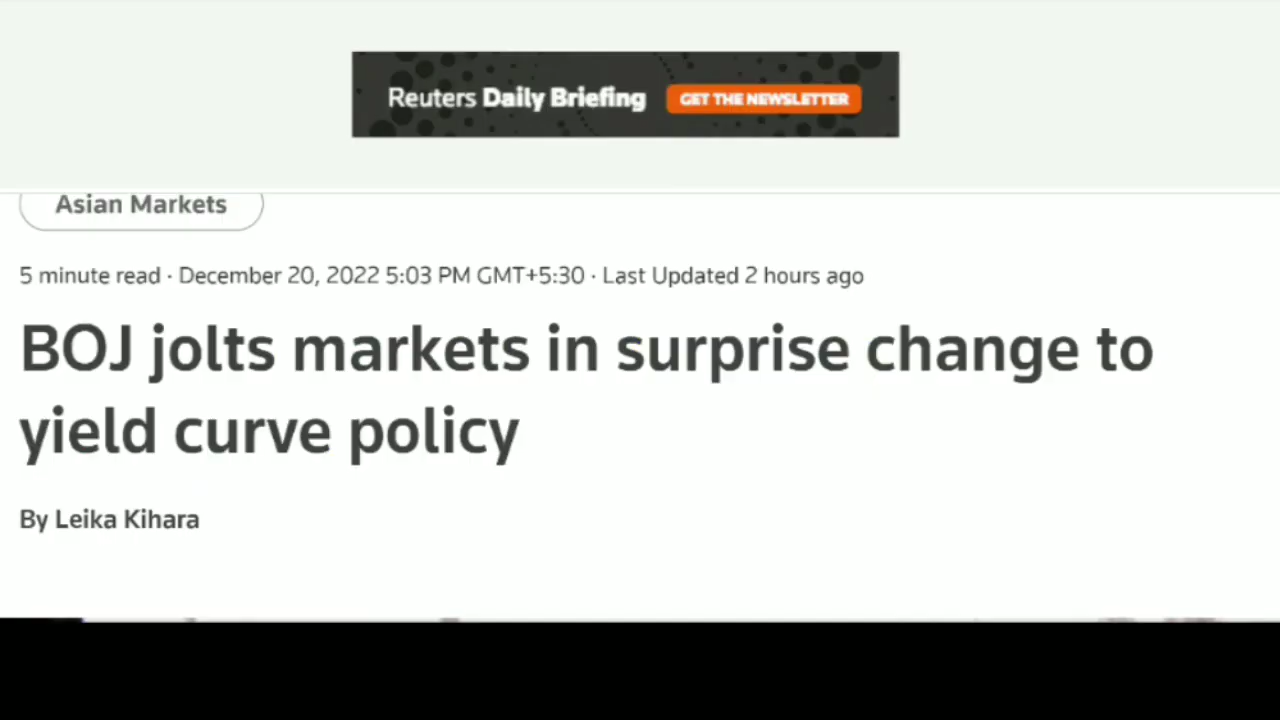 Reuters Daily Briefing GET THE NEWSLETTER
Asian Markets
5 minute read · December 20, 2022 5:03 PM GMT+5:30 · Last Updated 2 hours ago
BOJ jolts markets in surprise change to
yield curve policy
By Leika Kihara